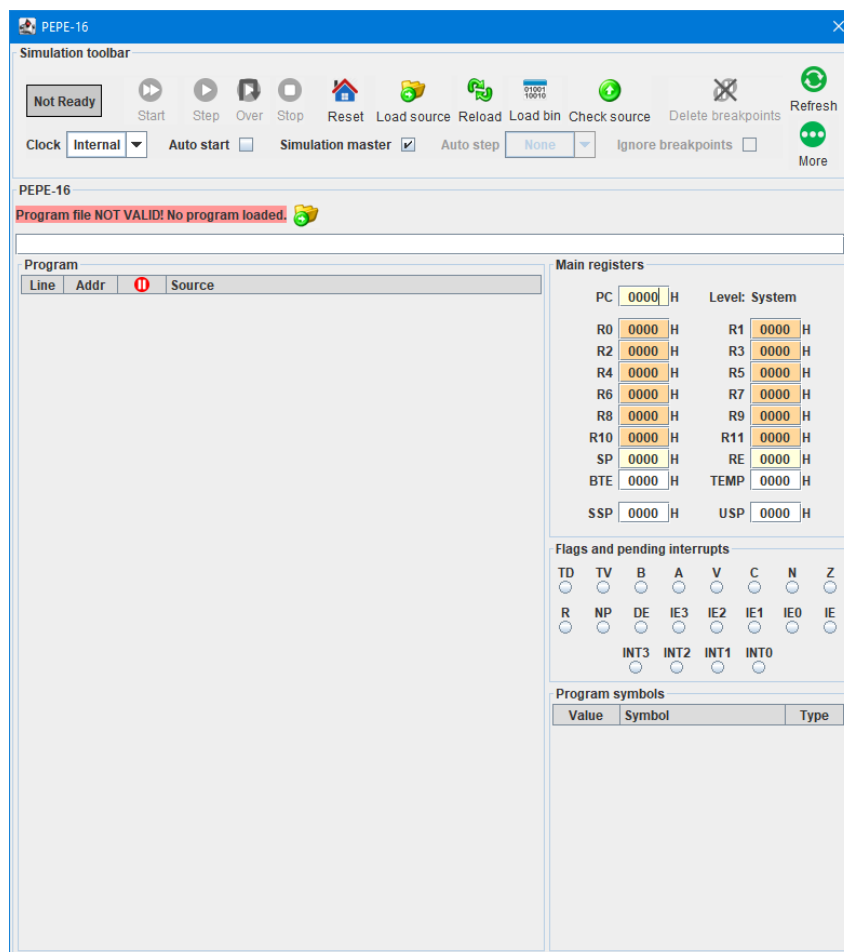 PEPE-16
Simulation toolbar
Not Ready
Start
Step
Over
Stop
Reset
Load source
Reload
01001
10010
Load bin
Check source
Delete breakpoints
Refresh
Clock Internal
Auto start
Simulation master
Auto step None
Ignore breakpoints
More
PEPE-16
Program file NOT VALID! No program loaded.
Program
Line Addr Source
Main registers
PC 0000 H Level: System
R0 0000 H R1 0000 H
R2 0000 H R3 0000 H
R4 0000 H R5 0000 H
R6 0000 H R7 0000 H
R8 0000 H R9 0000 H
R10 0000 H R11 0000 H
SP 0000 H RE 0000 H
BTE 0000 H TEMP 0000 H
SSP 0000 H USP 0000 H
Flags and pending interrupts
TD TV B A V C N Z
R NP DE IE3 IE2 IE1 IE0 IE
INT3 INT2 INT1 INT0
Program symbols
Value Symbol Type